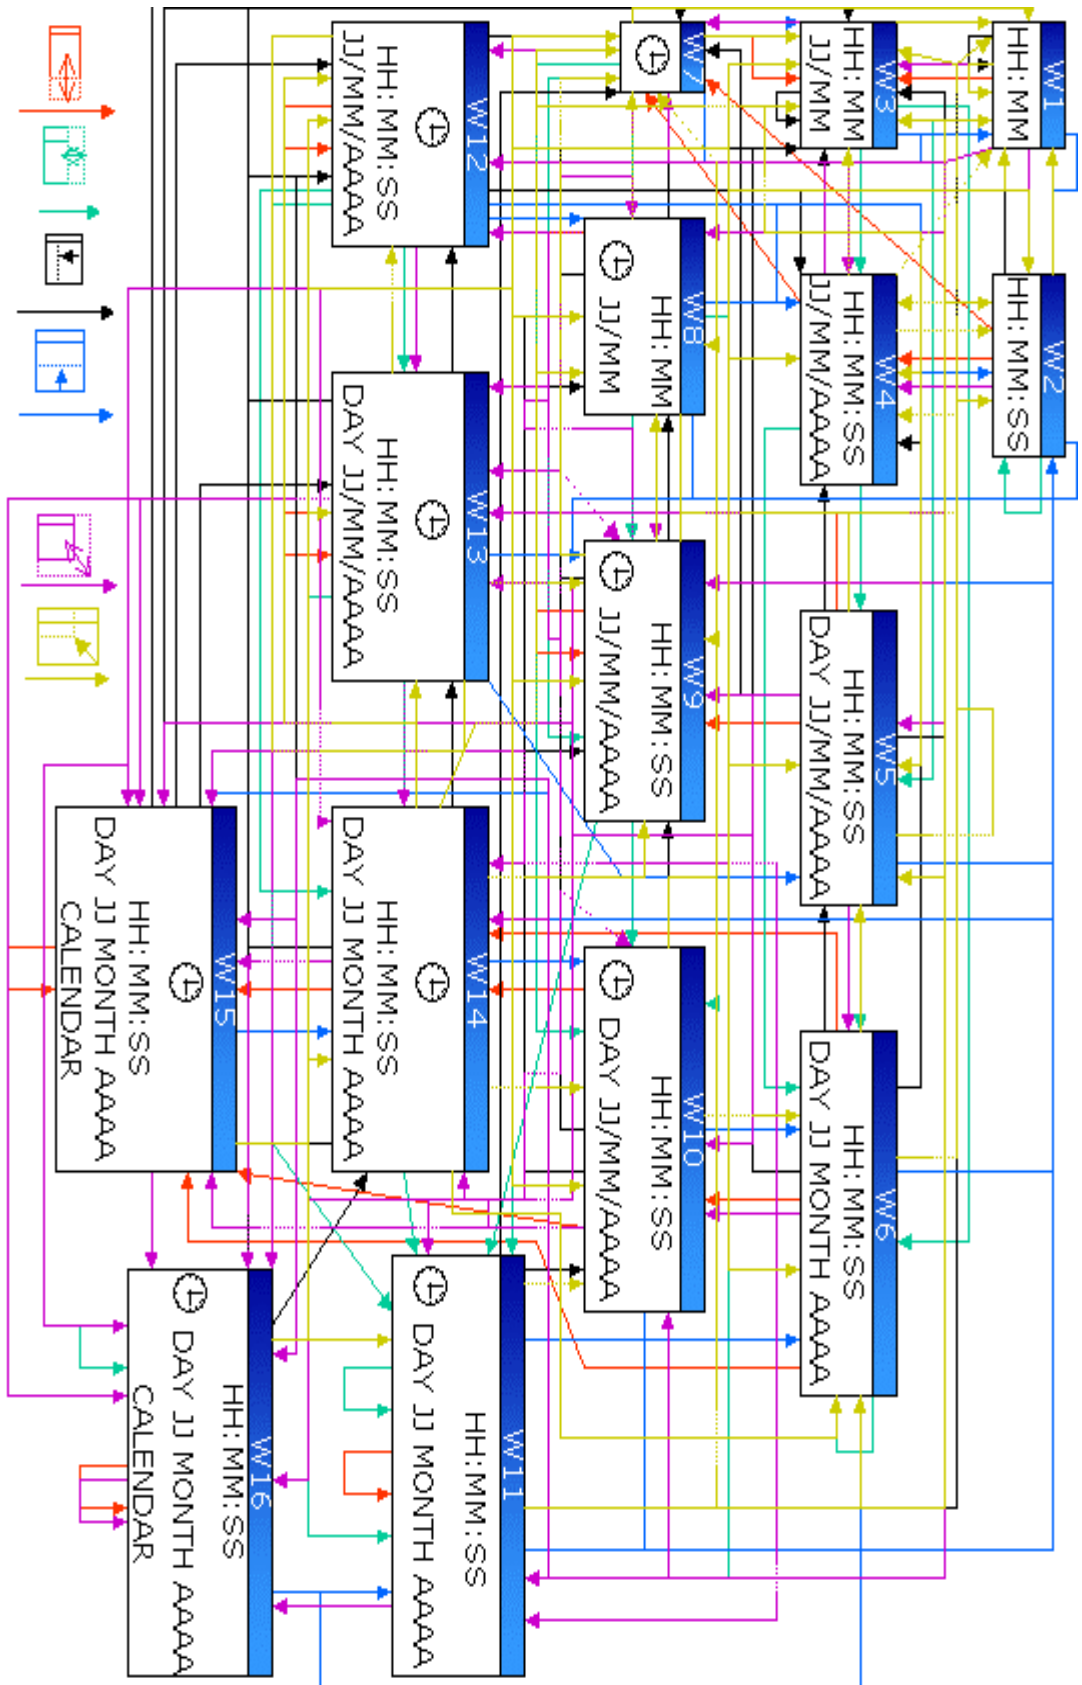 W1
HH:MM
W2
HH:MM:SS
W3
HH:MM
JJ/MM
W4
HH:MM:SS
JJ/MM/AAAA
W5
HH:MM:SS
DAY JJ/MM/AAAA
W6
HH:MM:SS
DAY JJ MONTH AAAA
W7
W8
HH:MM
JJ/MM
W9
HH:MM:SS
JJ/MM/AAAA
W10
HH:MM:SS
DAY JJ/MM/AAAA
W11
HH:MM:SS
DAY JJ MONTH AAAA
W12
HH:MM:SS
JJ/MM/AAAA
W13
HH:MM:SS
DAY JJ/MM/AAAA
W14
HH:MM:SS
DAY JJ MONTH AAAA
W15
HH:MM:SS
DAY JJ MONTH AAAA
CALENDAR
W16
HH:MM:SS
DAY JJ MONTH AAAA
CALENDAR